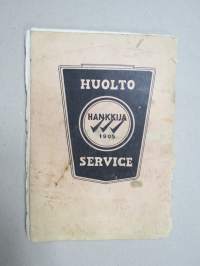 HUOLTO
HANKKIJA
1905
SERVICE